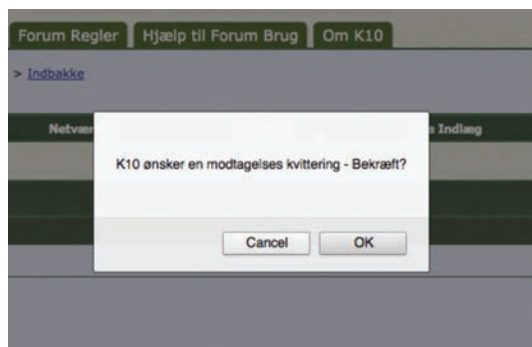 Forum Regler Hjælp til Forum Brug Om K10
> Indbakke
Indlæg
K10 ønsker en modtagelses kvittering - Bekræft?
Cancel OK